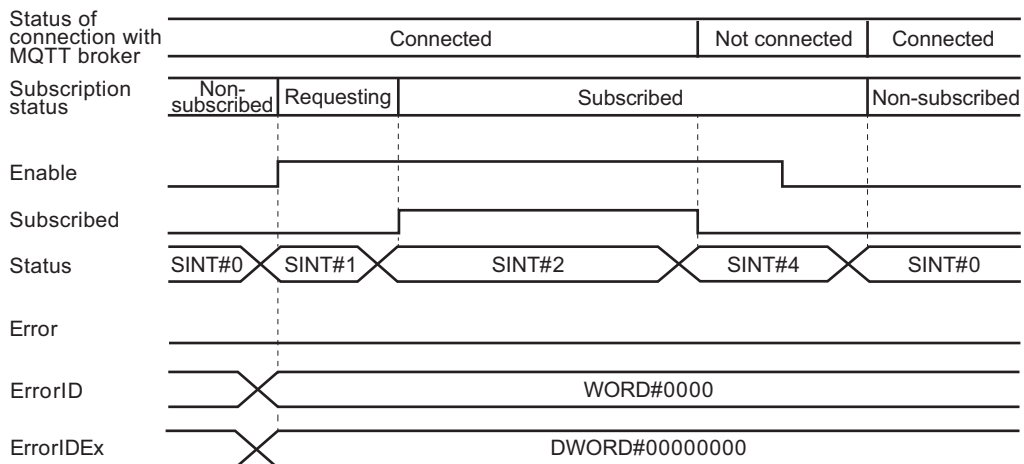 Status of
connection with
MQTT broker
Connected
Not connected
Connected
Subscription
status
Non-
subscribed
Requesting
Subscribed
Non-subscribed
Enable
Subscribed
Status
SINT#0
SINT#1
SINT#2
SINT#4
SINT#0
Error
ErrorID
WORD#0000
ErrorIDEx
DWORD#00000000